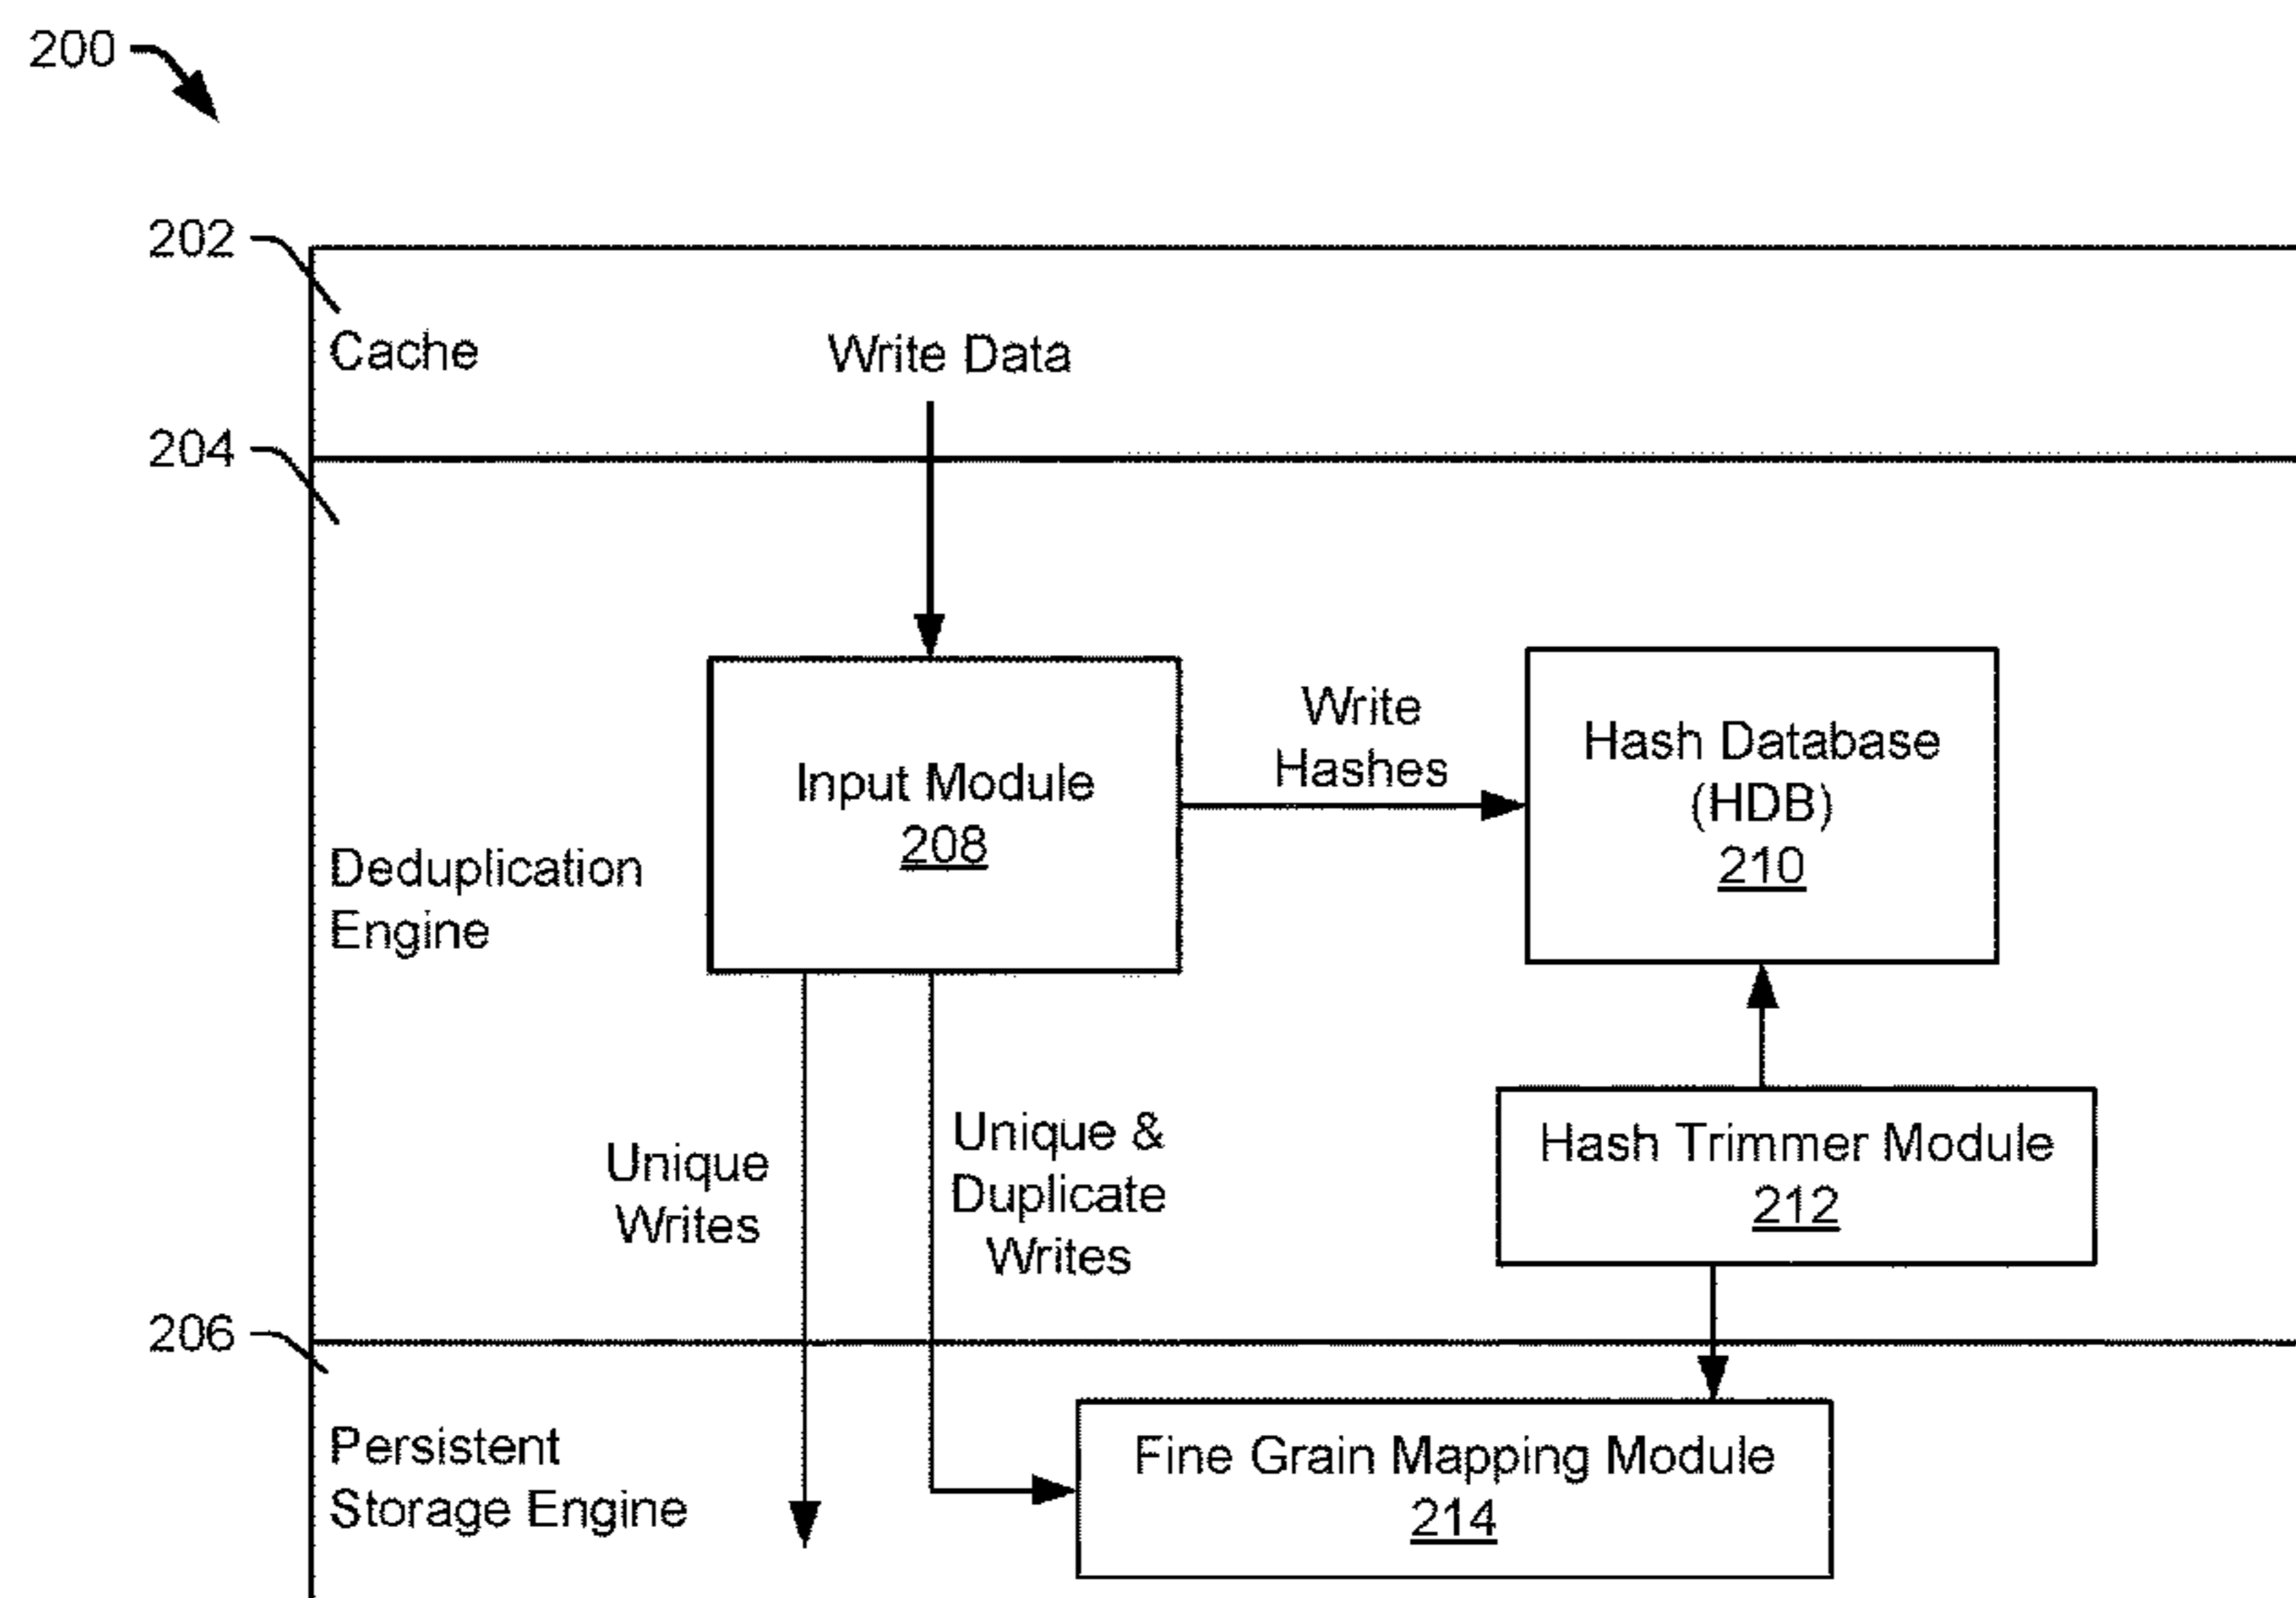 200
202
Cache
Write Data
204
Input Module
208
Write
Hashes
Hash Database
(HDB)
210
Deduplication
Engine
Unique
Writes
Unique &
Duplicate
Writes
Hash Trimmer Module
212
206
Persistent
Storage Engine
Fine Grain Mapping Module
214